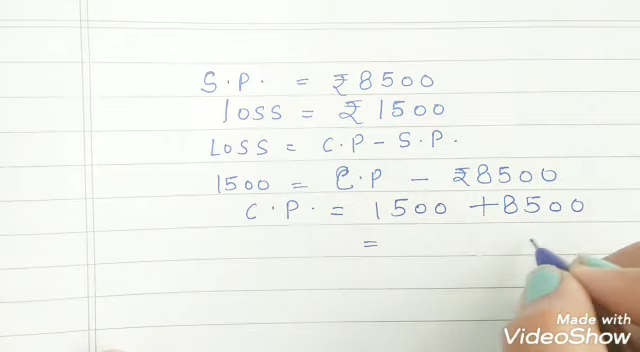 S.P. = ₹8500
loss = ₹1500
Loss = C.P - S.P.
1500 = C.P - ₹8500
C.P. = 1500 + 8500
=
Made with
VideoShow